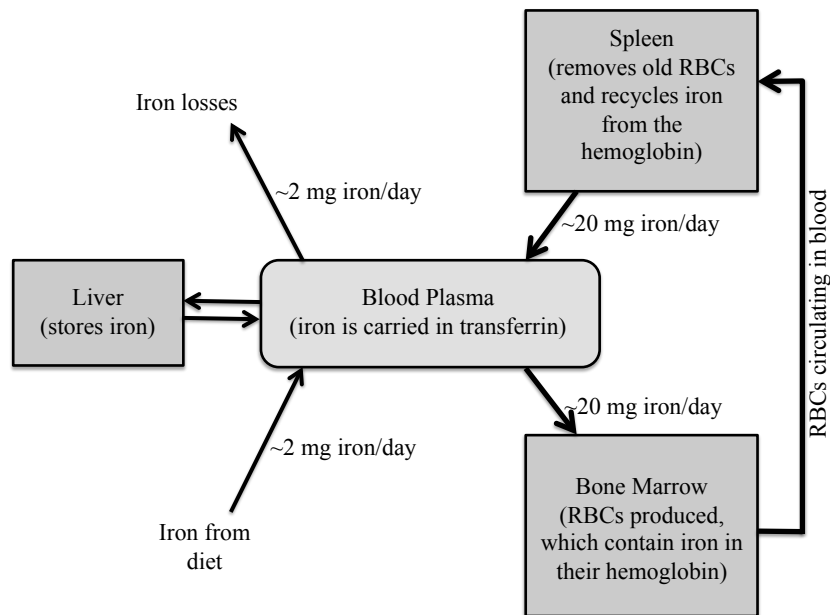 Spleen
(removes old RBCs
and recycles iron
from the
hemoglobin)
Iron losses
~2 mg iron/day
~20 mg iron/day
Liver
(stores iron)
Blood Plasma
(iron is carried in transferrin)
RBCs circulating in blood
~20 mg iron/day
~2 mg iron/day
Iron from
diet
Bone Marrow
(RBCs produced,
which contain iron in
their hemoglobin)